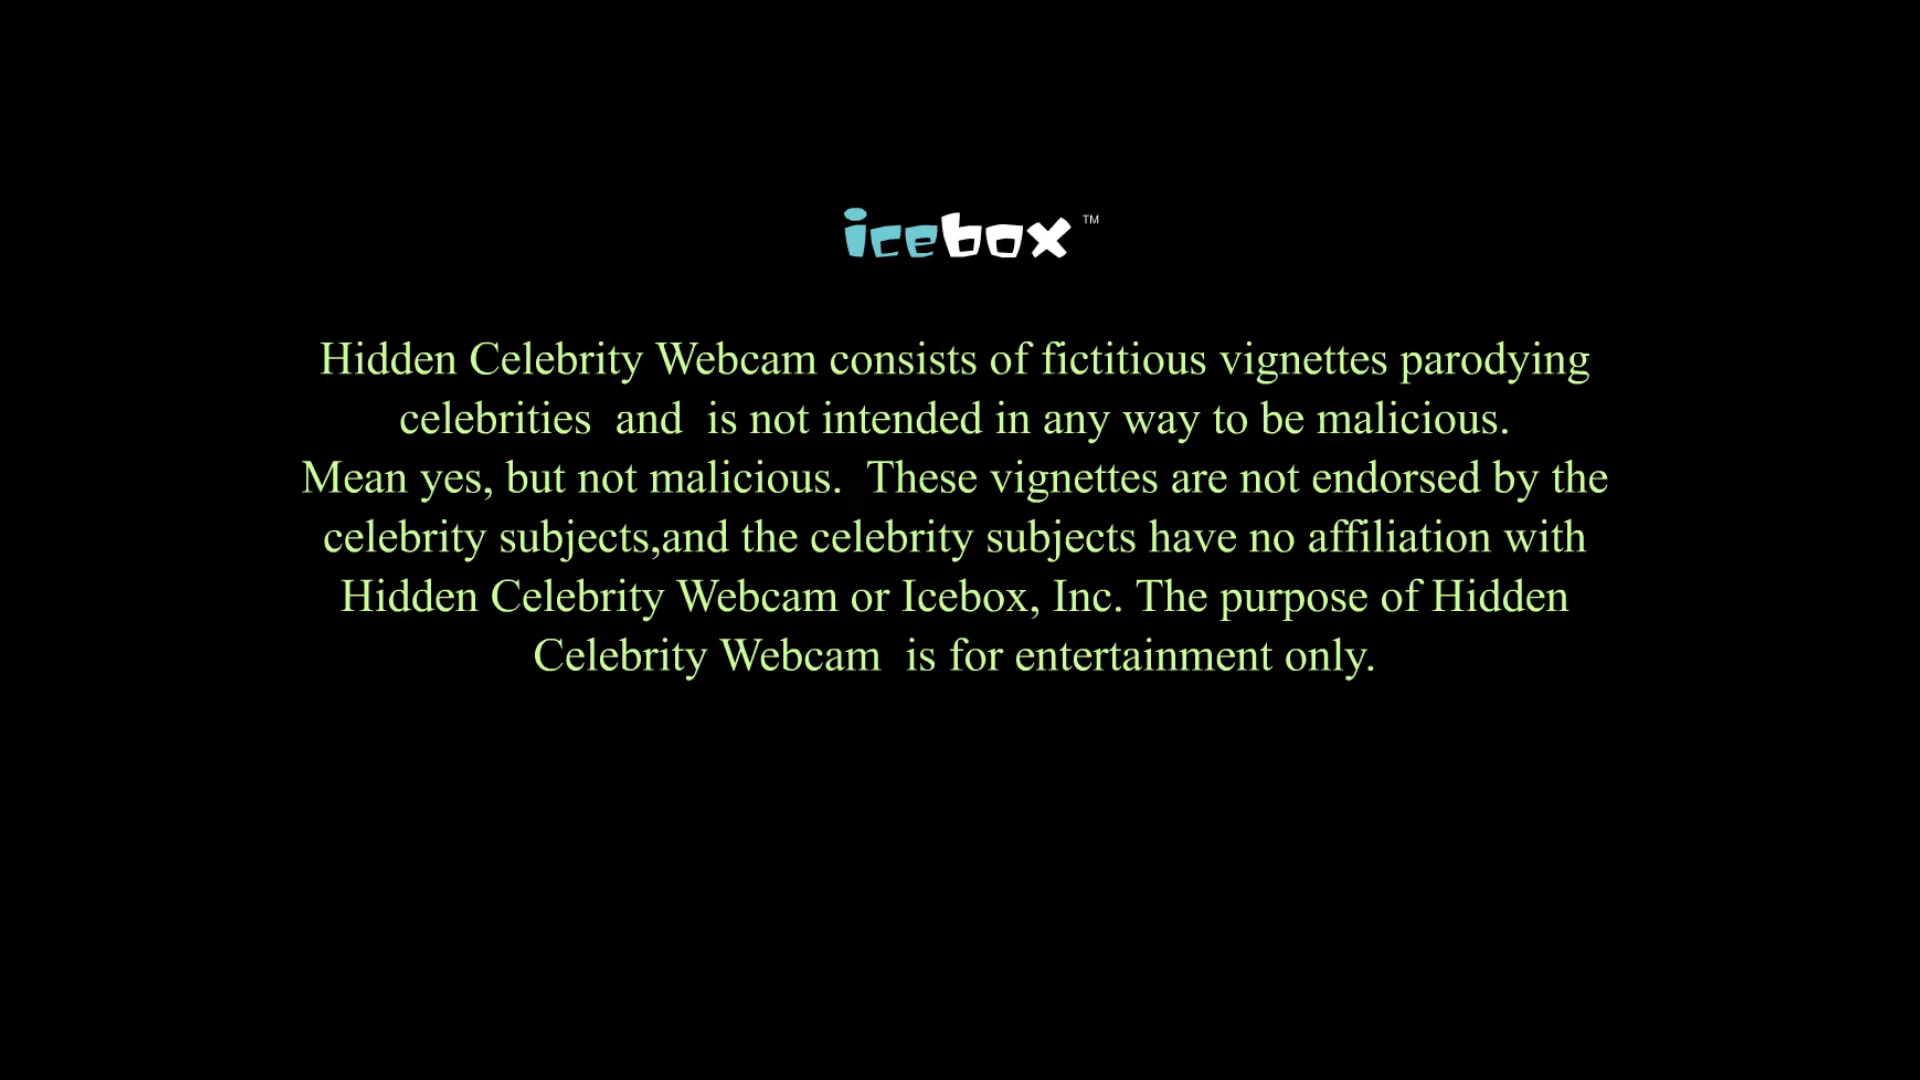 icebox™
Hidden Celebrity Webcam consists of fictitious vignettes parodying
celebrities  and  is not intended in any way to be malicious.
Mean yes, but not malicious.  These vignettes are not endorsed by the
celebrity subjects,and the celebrity subjects have no affiliation with
Hidden Celebrity Webcam or Icebox, Inc. The purpose of Hidden
Celebrity Webcam  is for entertainment only.